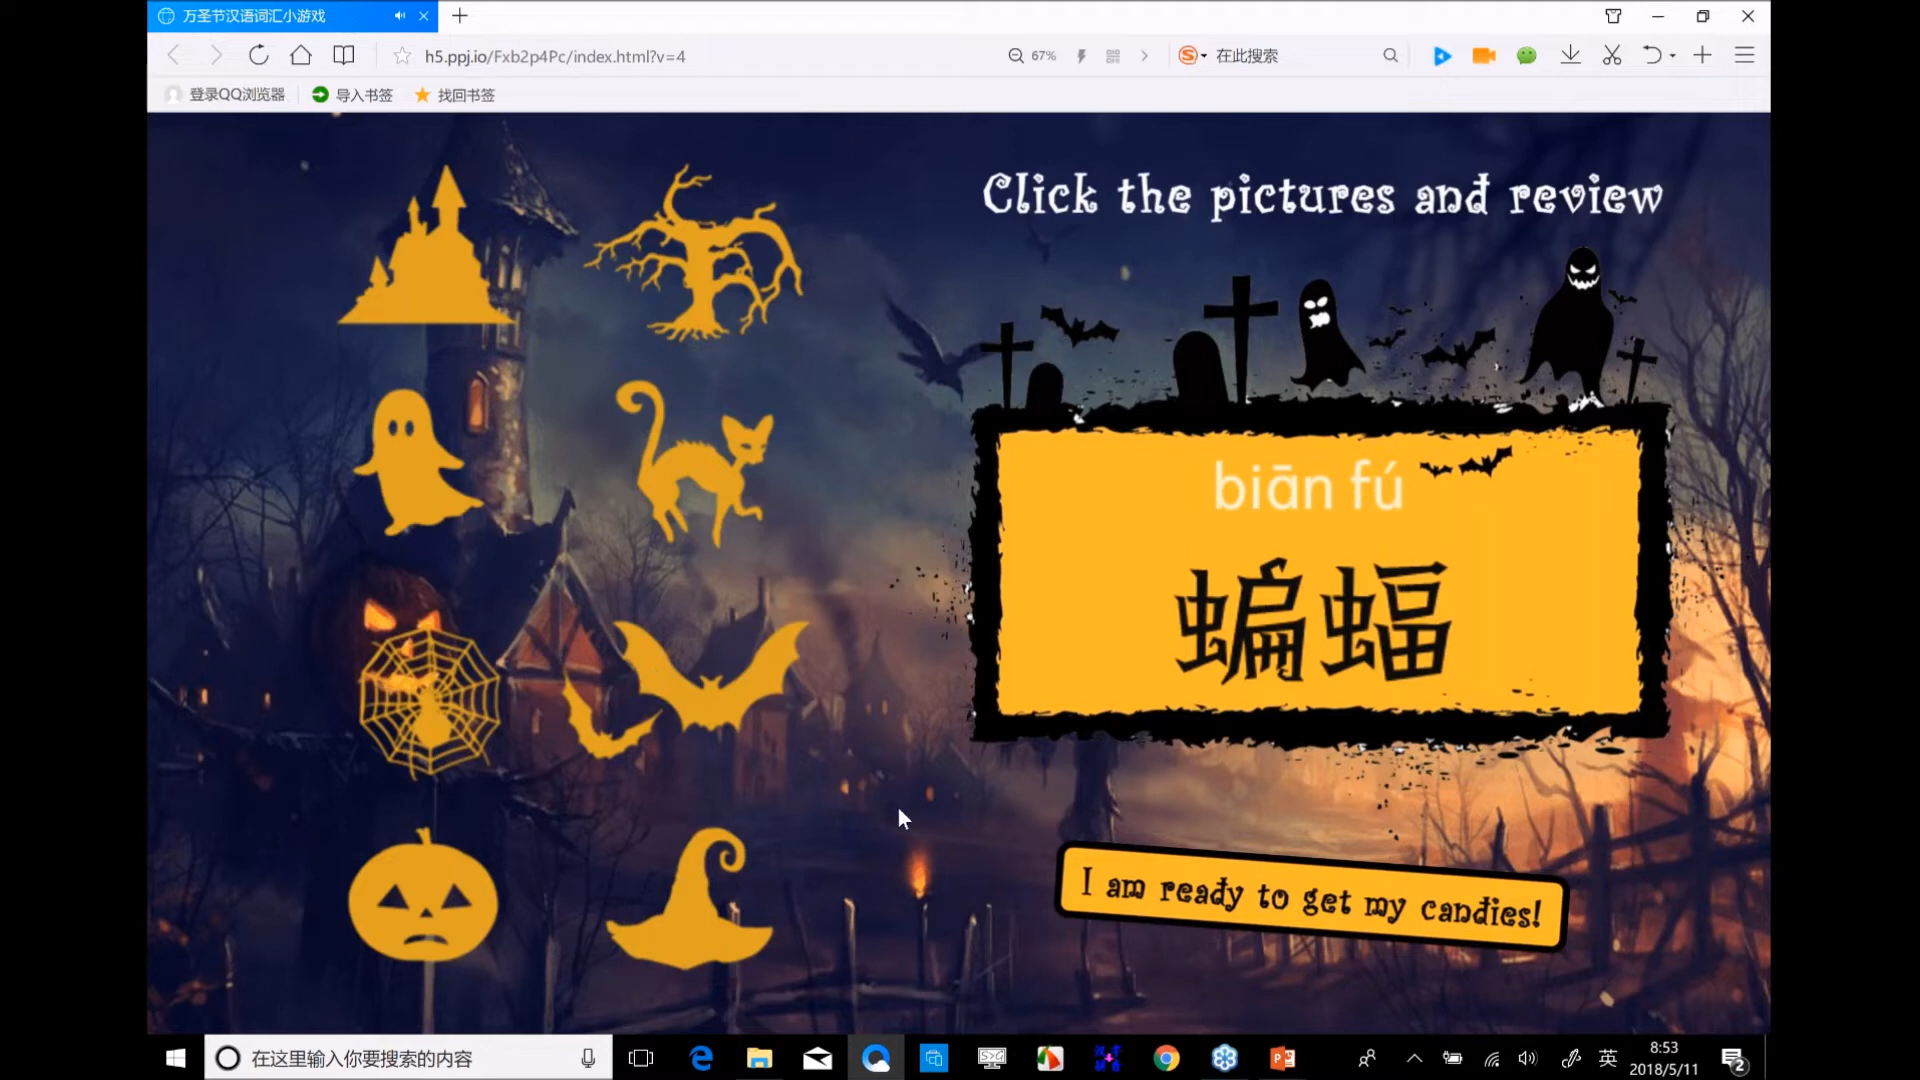 万圣节汉语词汇小游戏
h5.ppj.io/Fxb2p4Pc/index.html?v=4
67%
在此搜索
登录QQ浏览器
导入书签
找回书签
Click the pictures and review
biān fú
蝙蝠
I am ready to get my candies!
在这里输入你要搜索的内容
英
8:53
2018/5/11
2